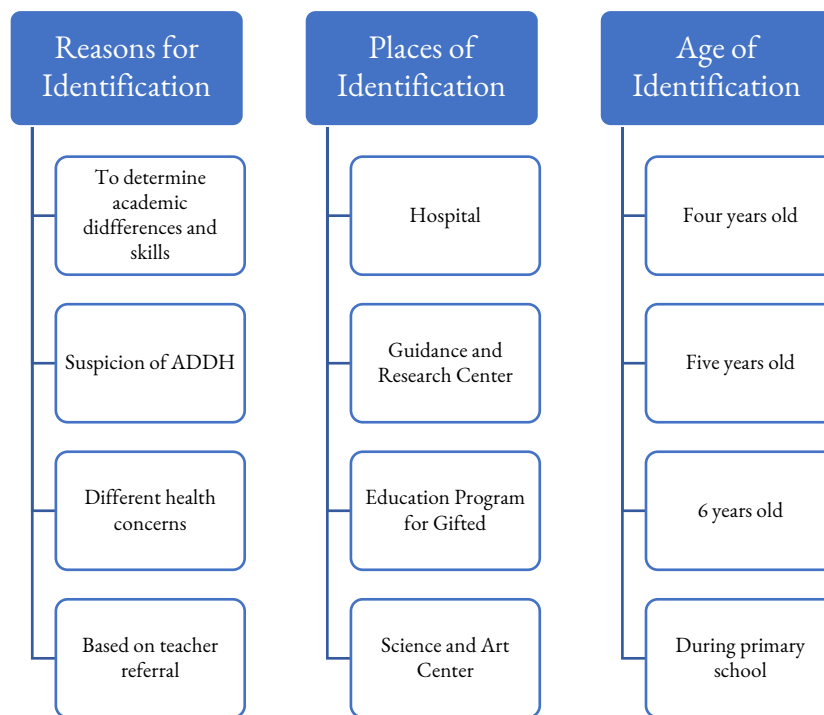 Reasons for
Identification
To determine
academic
didfferences and
skills
Suspicion of ADDH
Different health
concerns
Based on teacher
referral
Places of
Identification
Hospital
Guidance and
Research Center
Education Program
for Gifted
Science and Art
Center
Age of
Identification
Four years old
Five years old
6 years old
During primary
school